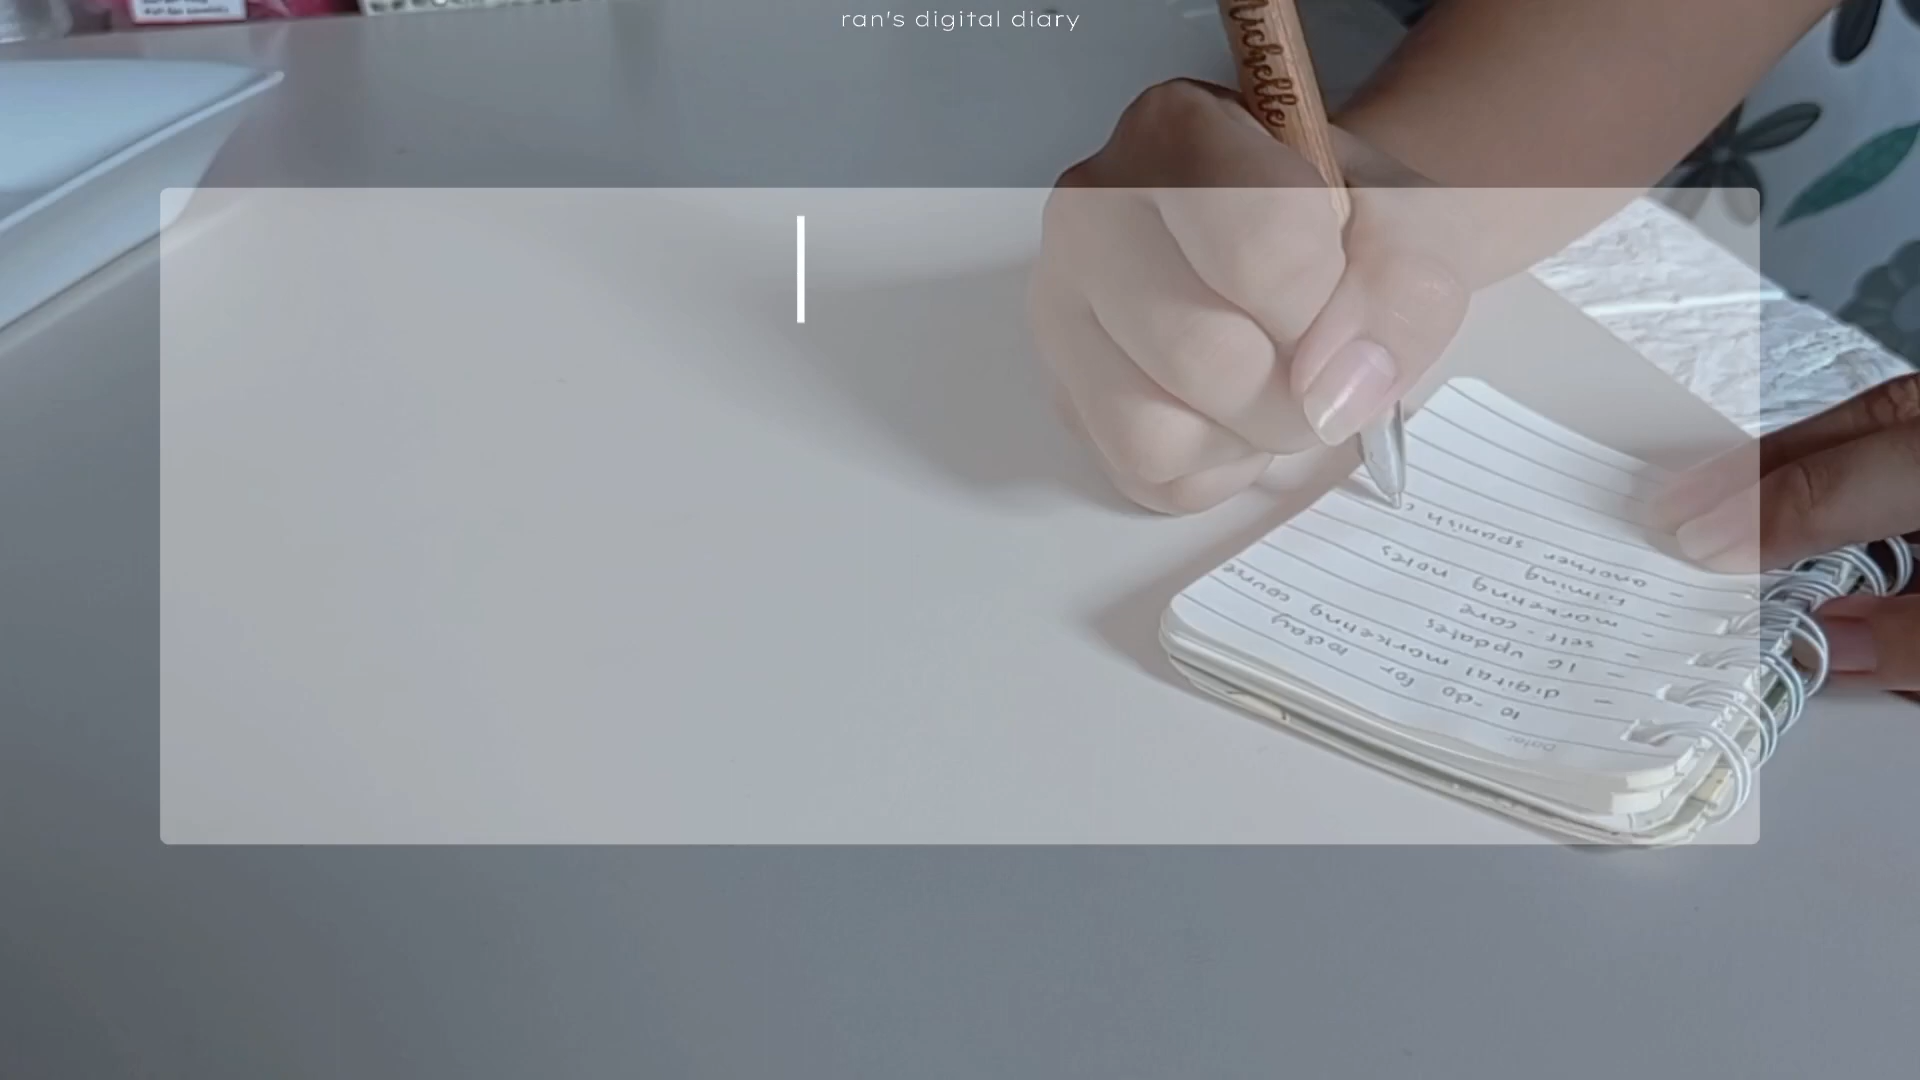 ran's digital diary
Michelle
Date:
to-do for today
- digital marketing course
- IG updates
- self-care
- marketing notes
- filming
- another spanish c